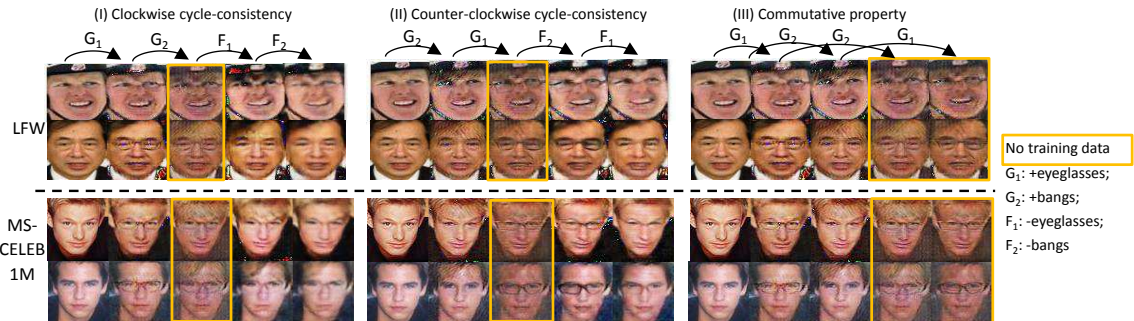 (I) Clockwise cycle-consistency
(II) Counter-clockwise cycle-consistency
(III) Commutative property
G₁ G₂ F₁ F₂
G₂ G₁ F₂ F₁
G₁ G₂ G₂ G₁
LFW
MS-
CELEB
1M
No training data
G₁: +eyeglasses;
G₂: +bangs;
F₁: -eyeglasses;
F₂: -bangs